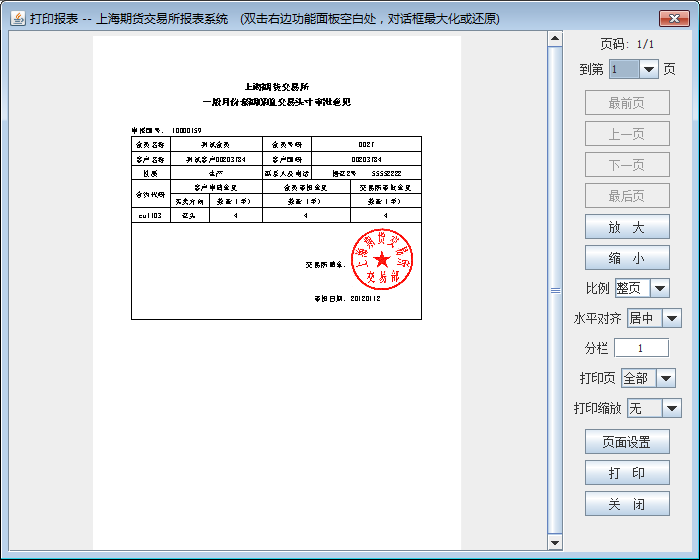 打印报表 -- 上海期货交易所报表系统 (双击右边功能面板空白处，对话框最大化或还原)
上海期货交易所
一般月份套期保值交易头寸审批意见
审批编号： 10000159
会员名称 测试会员 会员号码 0021
客户名称 测试客户00203184 客户编码 00203184
性质 生产 联系人及电话 55552222
合约代码 客户申请意见 会员审核意见 交易所审批意见
买卖方向 数量（手） 数量（手） 数量（手）
cu1103 4 4 4
交易所签章：
上海期货交易所
交易部
审批日期：20120112
页码: 1/1
到第 1 页
最前页
上一页
下一页
最后页
放 大
缩 小
比例 整页
水平对齐 居中
分栏 1
打印页 全部
打印缩放 无
页面设置
打 印
关 闭